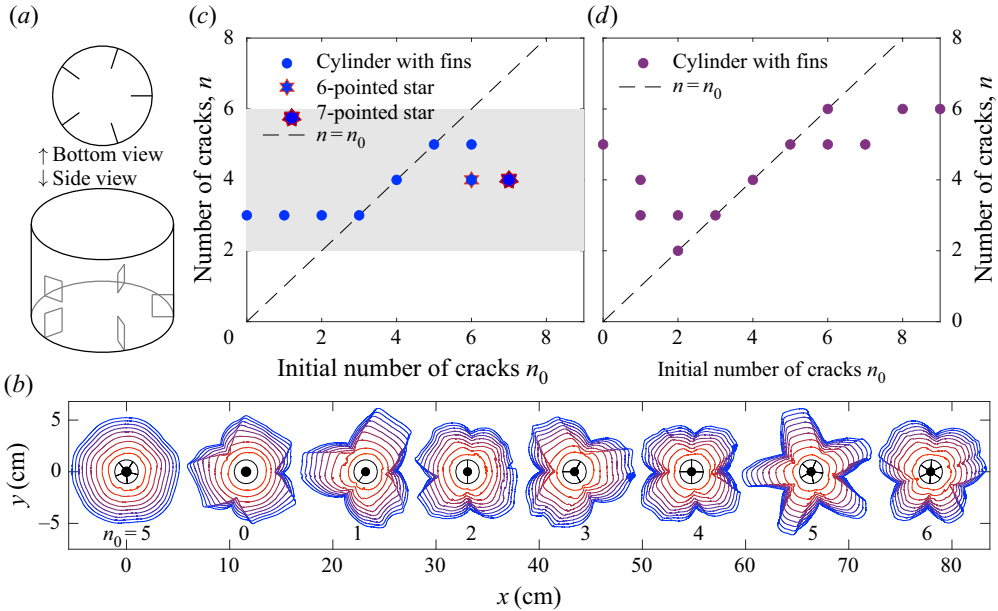 (a)
↑ Bottom view
↓ Side view
(c)
8
6
4
2
0
2
4
6
8
Number of cracks, n
Initial number of cracks n0
Cylinder with fins
6-pointed star
7-pointed star
n = n0
(d)
Cylinder with fins
n = n0
0
2
4
6
8
8
6
4
2
0
Number of cracks, n
Initial number of cracks n0
(b)
5
0
−5
y (cm)
n0 = 5
0
1
2
3
4
5
6
0
10
20
30
40
50
60
70
80
x (cm)